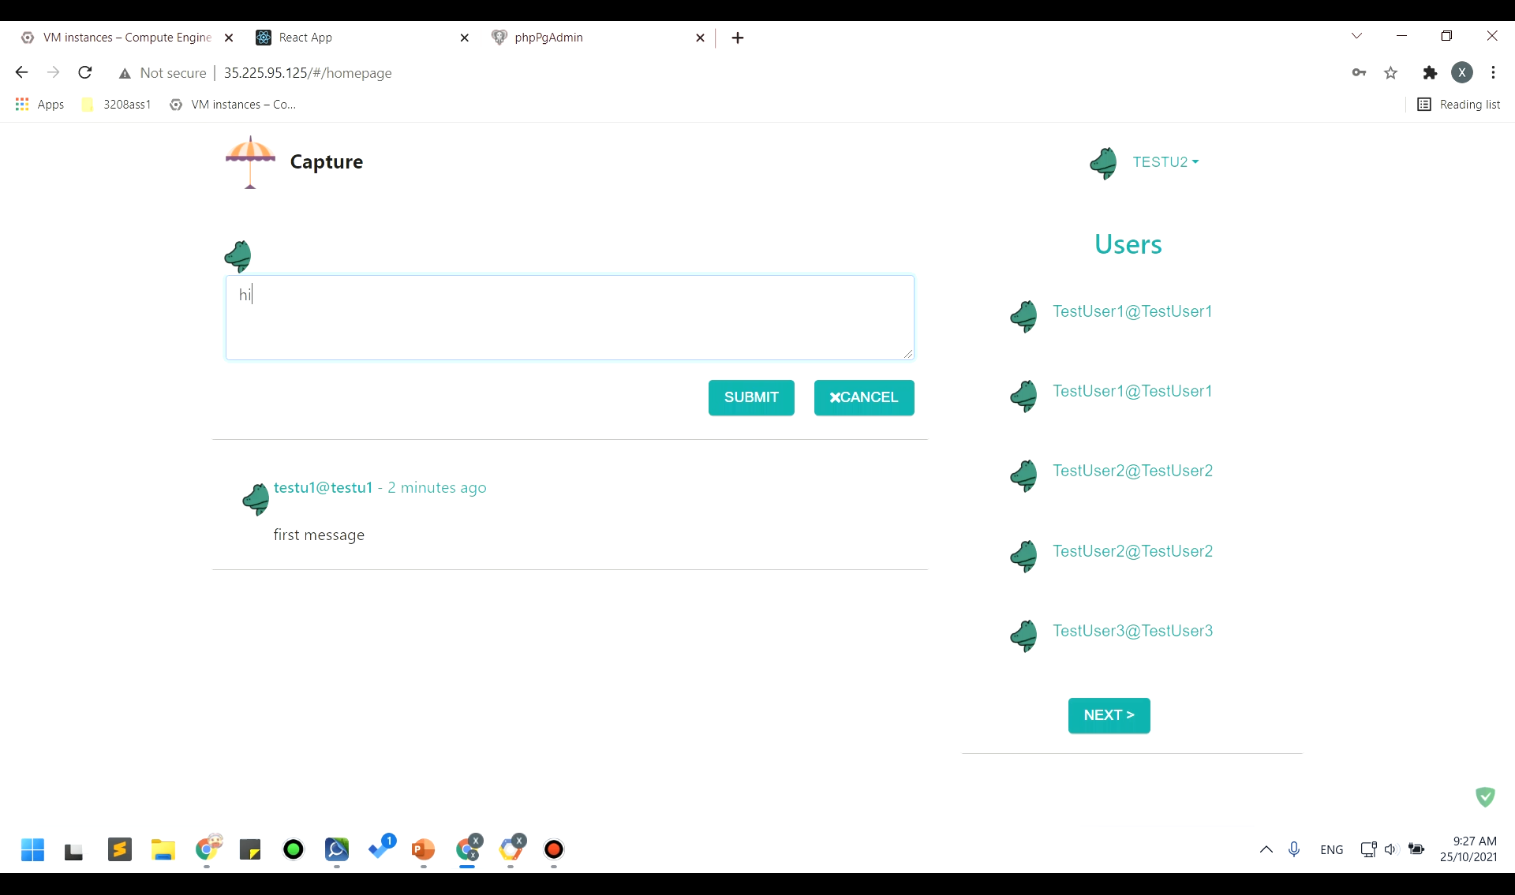 VM instances – Compute Engine
React App
phpPgAdmin
Not secure | 35.225.95.125/#/homepage
X
Apps
3208ass1
VM instances – Co...
Reading list
Capture
TESTU2
Users
hi
SUBMIT
CANCEL
testu1@testu1 - 2 minutes ago
first message
TestUser1@TestUser1
TestUser1@TestUser1
TestUser2@TestUser2
TestUser2@TestUser2
TestUser3@TestUser3
NEXT >
1
X
X
X
ENG
9:27 AM
25/10/2021